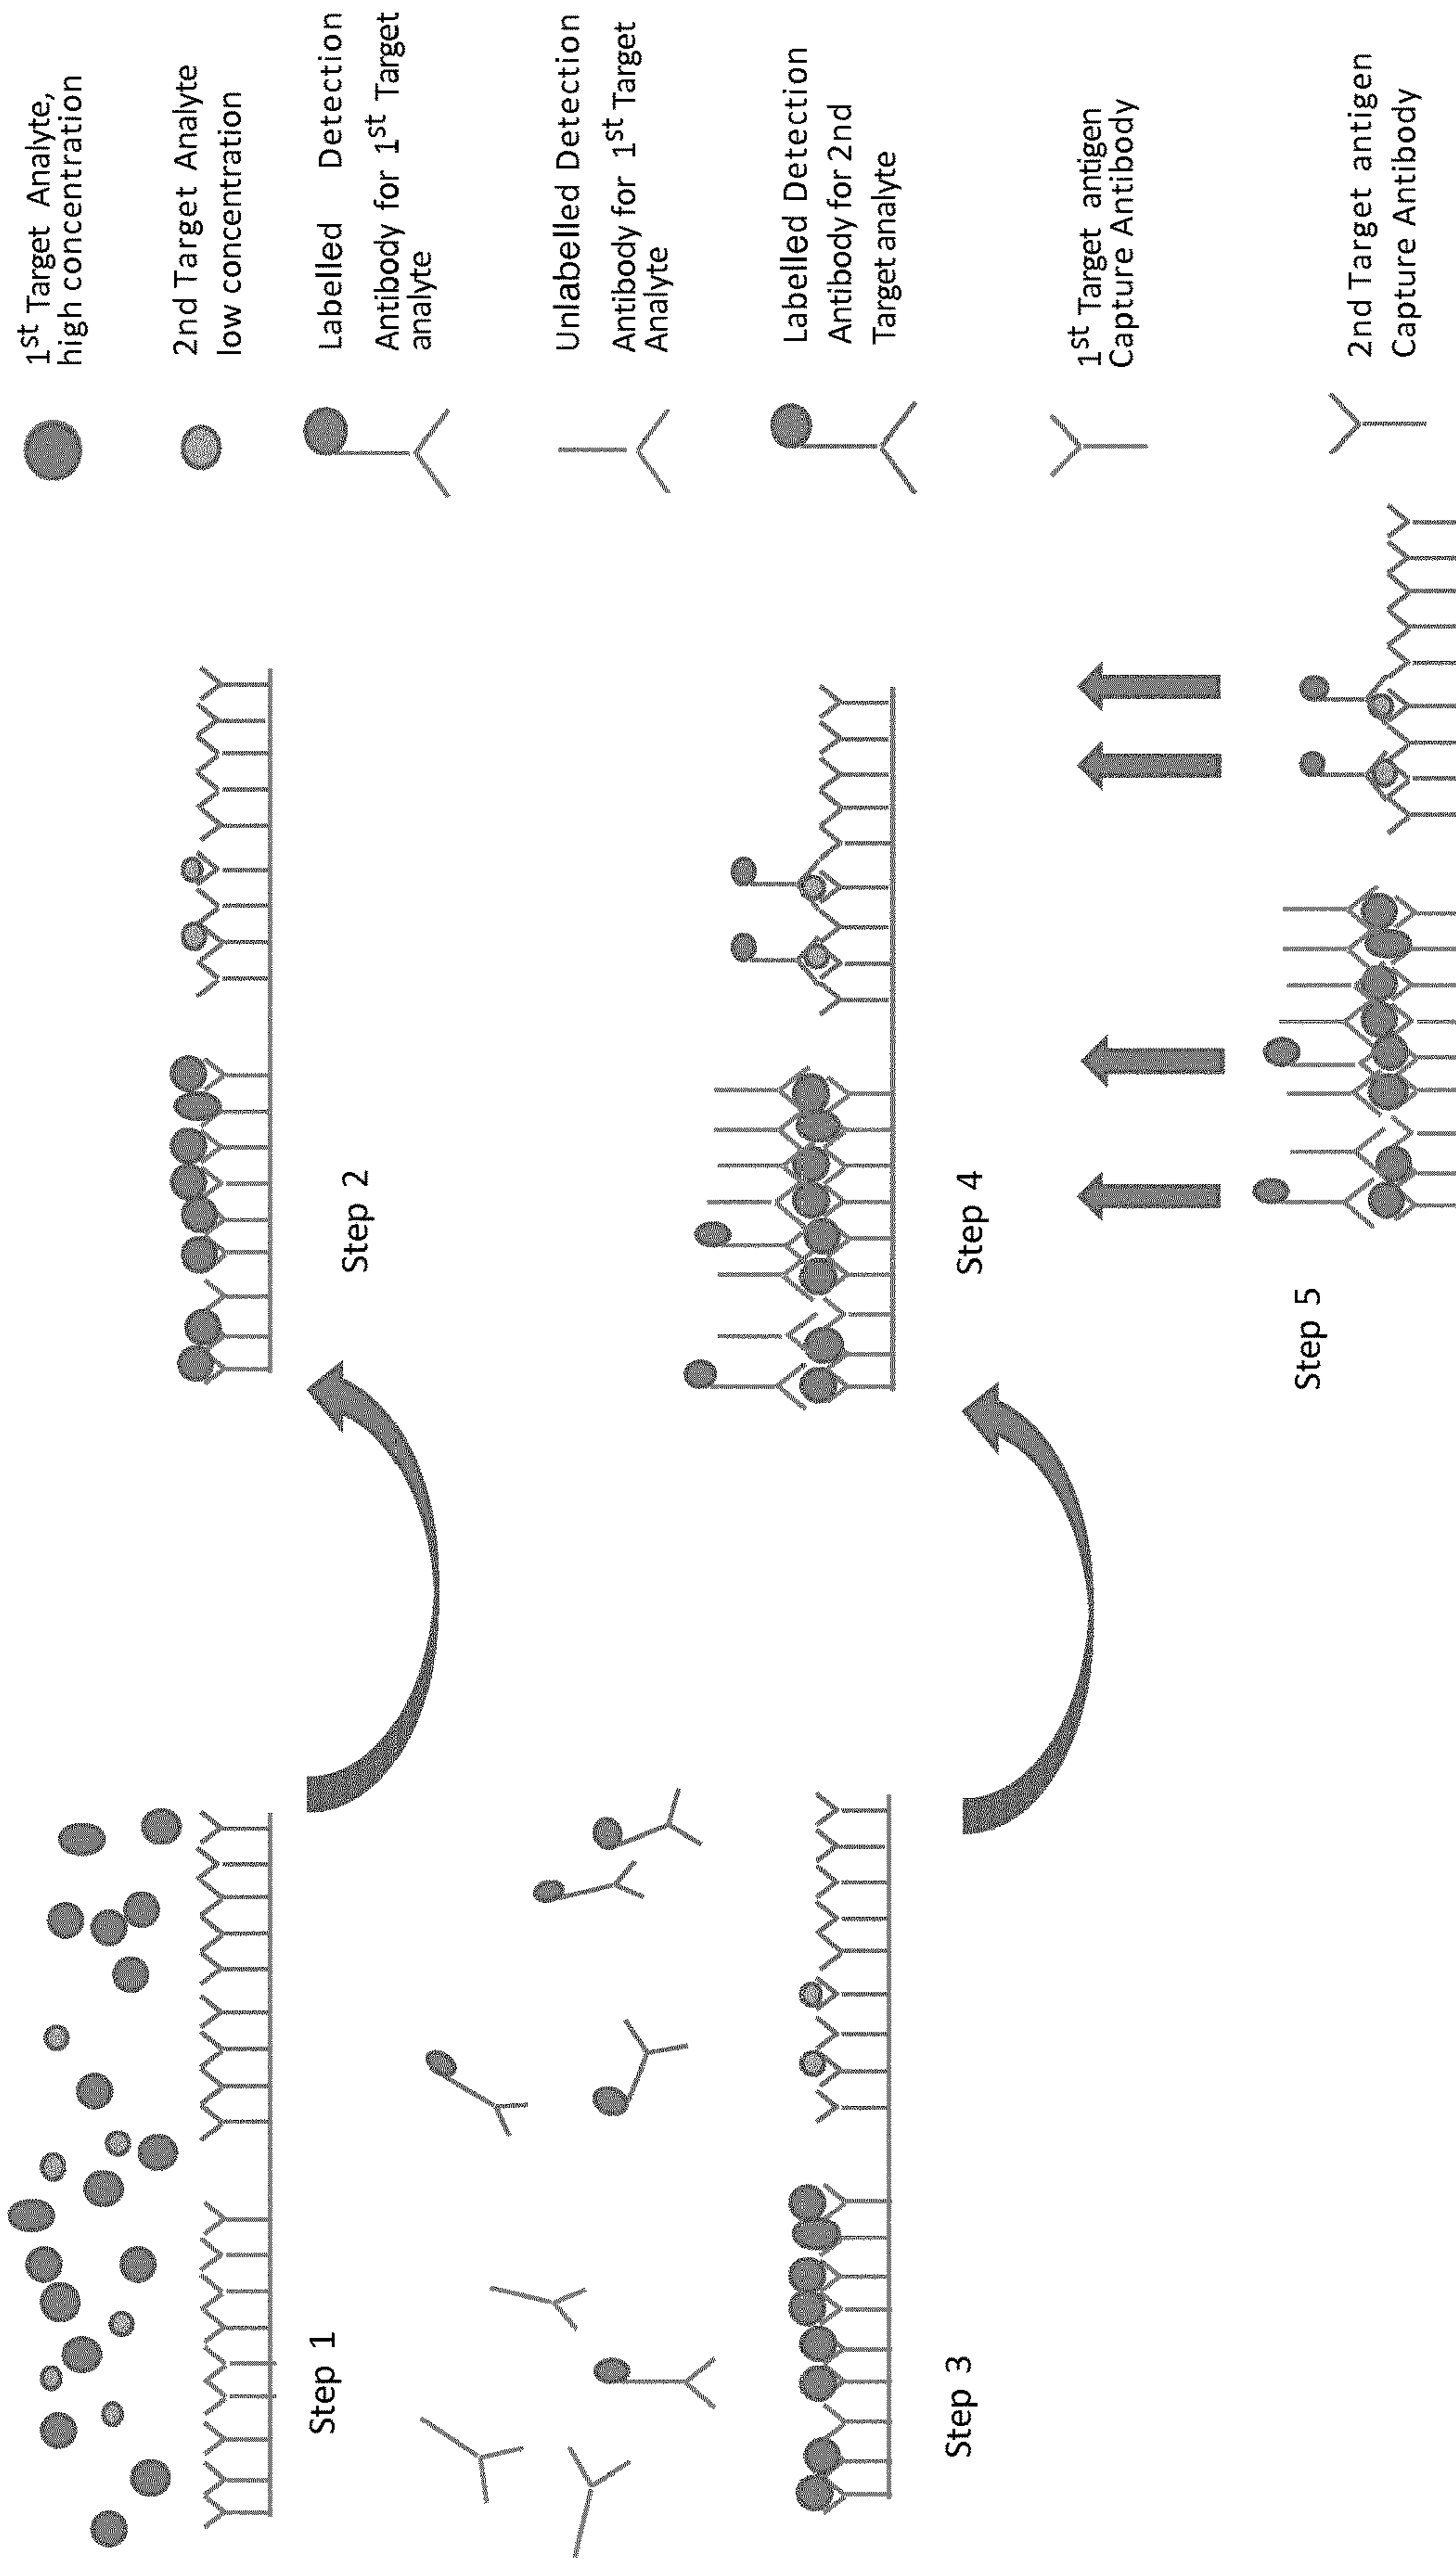 1st Target Analyte,
high concentration
2nd Target Analyte
low concentration
Labelled Detection
Antibody for 1st Target
analyte
Unlabelled Detection
Antibody for 1st Target
Analyte
Labelled Detection
Antibody for 2nd
Target analyte
1st Target antigen
Capture Antibody
2nd Target antigen
Capture Antibody
Step 1
Step 2
Step 3
Step 4
Step 5